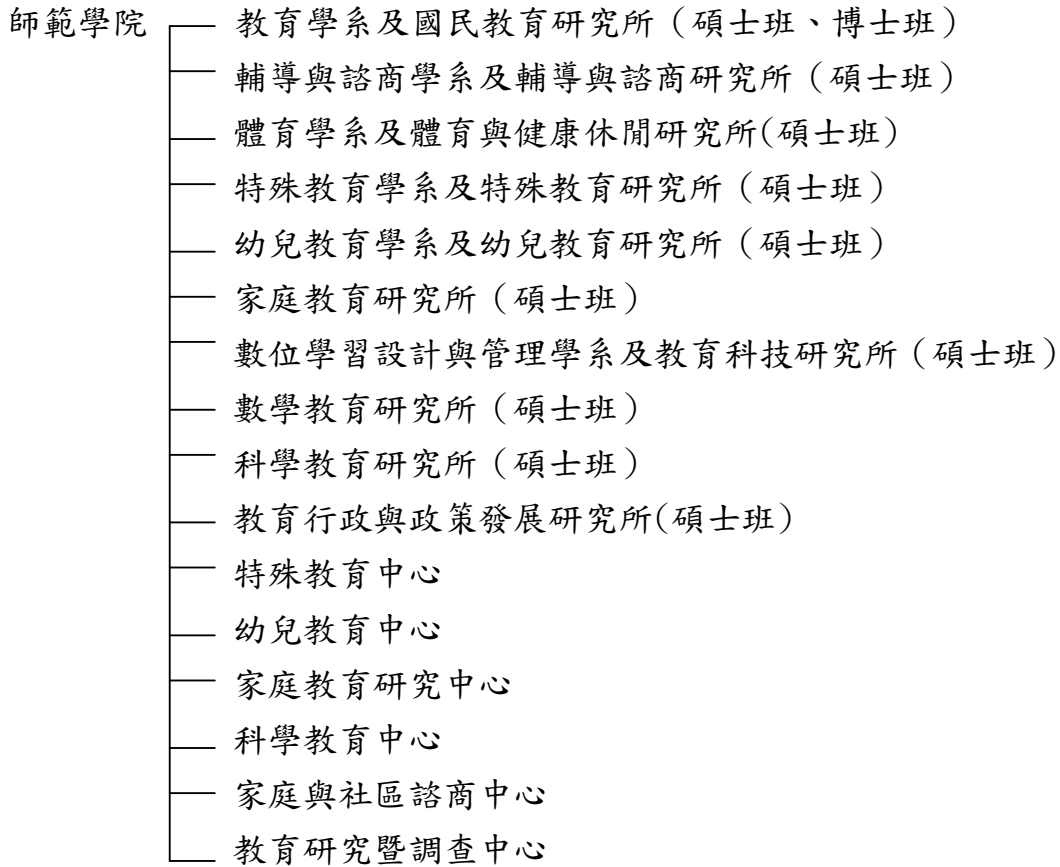 師範學院 教育學系及國民教育研究所（碩士班、博士班）
輔導與諮商學系及輔導與諮商研究所（碩士班）
體育學系及體育與健康休閒研究所(碩士班）
特殊教育學系及特殊教育研究所（碩士班）
幼兒教育學系及幼兒教育研究所（碩士班）
家庭教育研究所（碩士班）
數位學習設計與管理學系及教育科技研究所（碩士班）
數學教育研究所（碩士班）
科學教育研究所（碩士班）
教育行政與政策發展研究所(碩士班）
特殊教育中心
幼兒教育中心
家庭教育研究中心
科學教育中心
家庭與社區諮商中心
教育研究暨調查中心